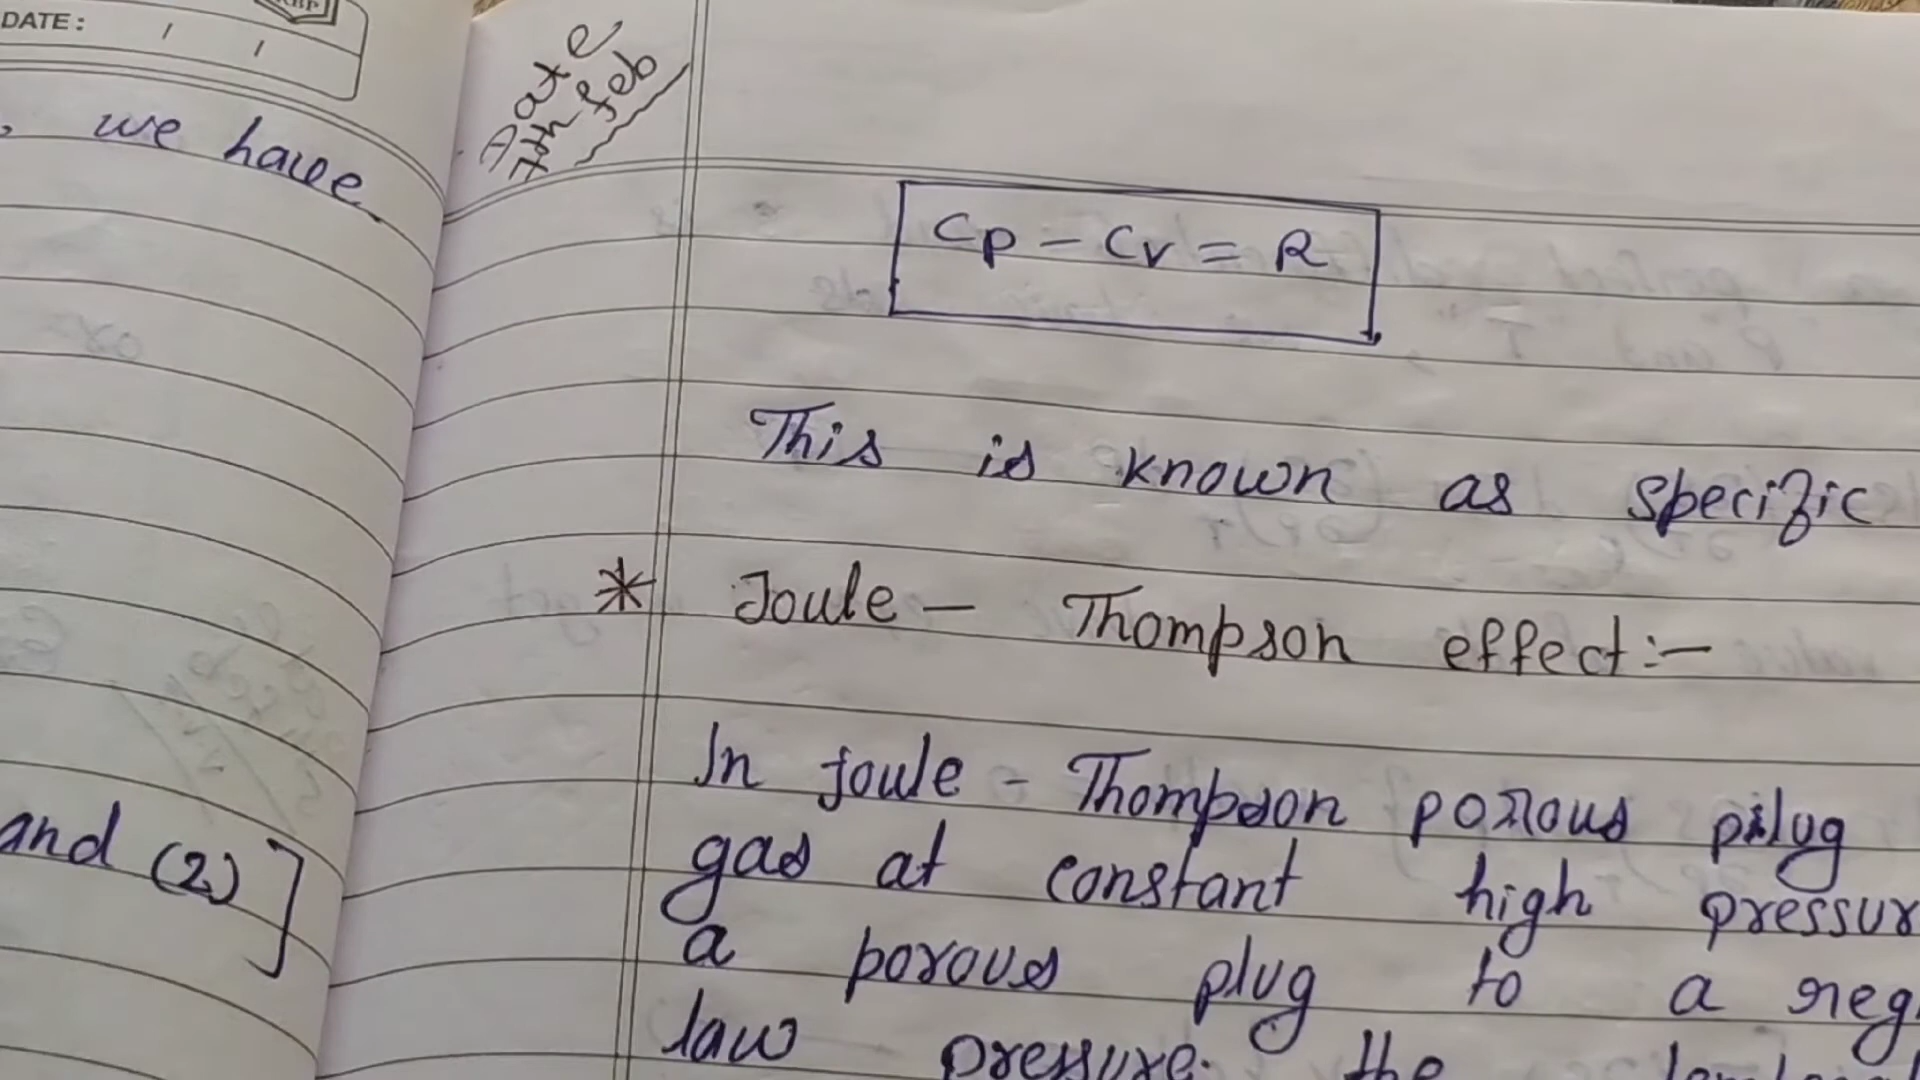 DATE: / /
, we have
and (2)]
Date
7th feb
Cp - Cv = R
This is known as specific
* Joule - Thompson effect:-
In Joule - Thompson porous plug
gas at constant high pressur
a porous plug to a reg
law pressure. the